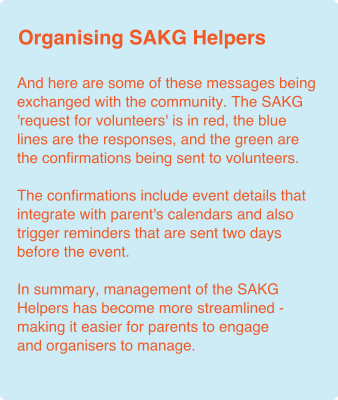 Organising SAKG Helpers
And here are some of these messages being
exchanged with the community. The SAKG
'request for volunteers' is in red, the blue
lines are the responses, and the green are
the confirmations being sent to volunteers.
The confirmations include event details that
integrate with parent's calendars and also
trigger reminders that are sent two days
before the event.
In summary, management of the SAKG
Helpers has become more streamlined -
making it easier for parents to engage
and organisers to manage.